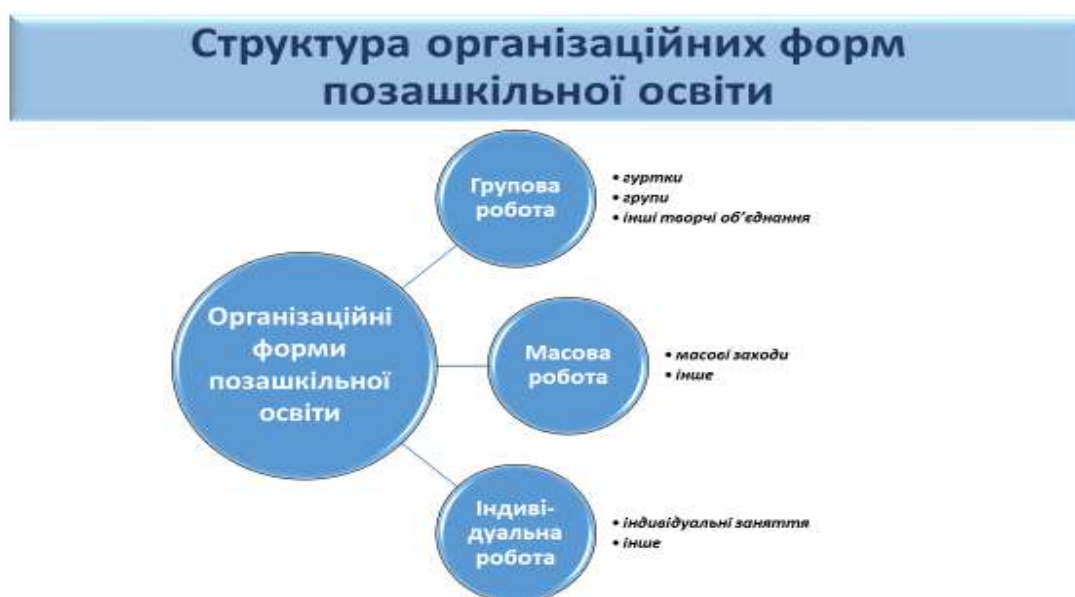 Структура організаційних форм
позашкільної освіти
Групова
робота
• гуртки
• групи
• інші творчі об'єднання
Організаційні
форми
позашкільної
освіти
Масова
робота
• масові заходи
• інше
Індиві-
дуальна
робота
• індивідуальні заняття
• інше